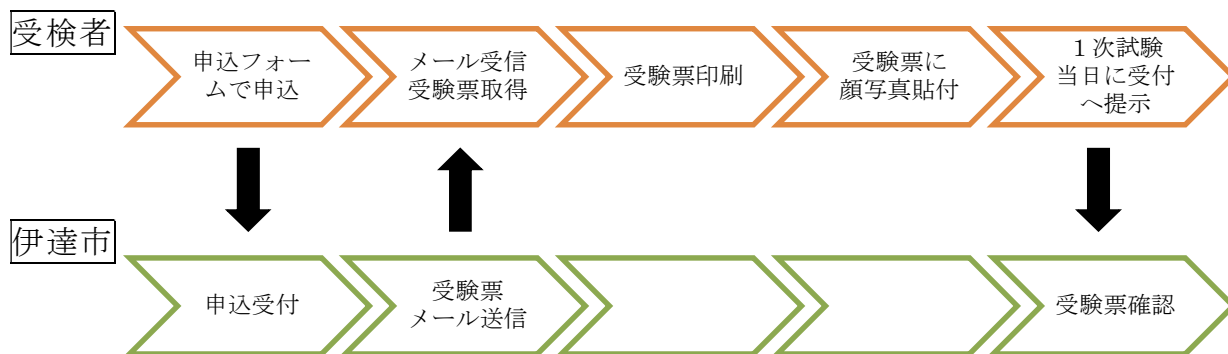 受検者
申込フォー
ムで申込
メール受信
受験票取得
受験票印刷
受験票に
顔写真貼付
１次試験
当日に受付
へ提示
伊達市
申込受付
受験票
メール送信
受験票確認